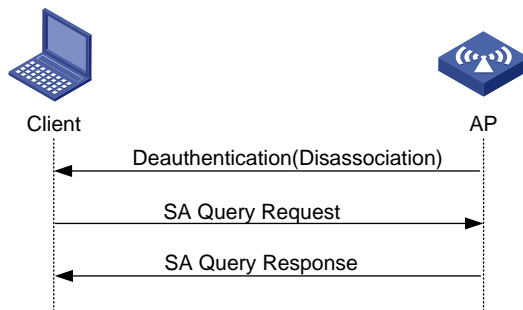 Client
AP
Deauthentication(Disassociation)
SA Query Request
SA Query Response